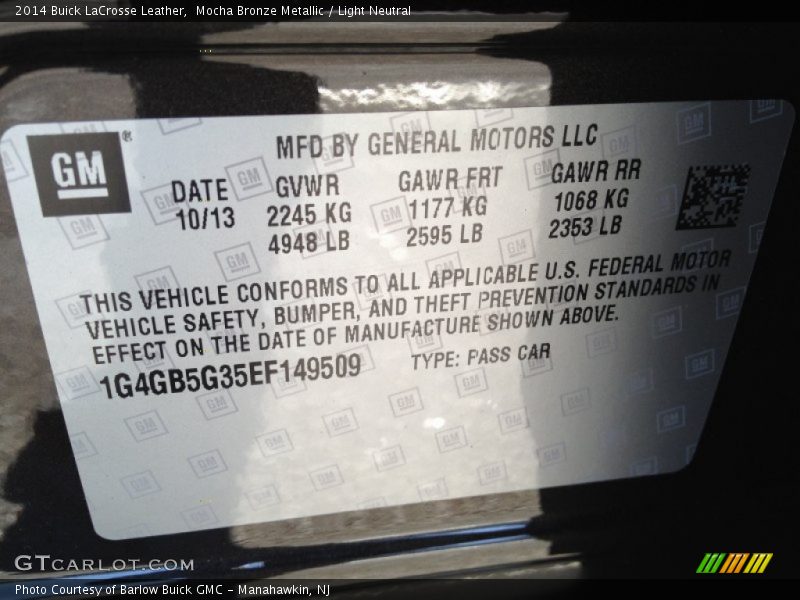 2014 Buick LaCrosse Leather, Mocha Bronze Metallic / Light Neutral
GM®
MFD BY GENERAL MOTORS LLC
DATE GVWR GAWR FRT GAWR RR
10/13 2245 KG 1177 KG 1068 KG
4948 LB 2595 LB 2353 LB
THIS VEHICLE CONFORMS TO ALL APPLICABLE U.S. FEDERAL MOTOR
VEHICLE SAFETY, BUMPER, AND THEFT PREVENTION STANDARDS IN
EFFECT ON THE DATE OF MANUFACTURE SHOWN ABOVE.
1G4GB5G35EF149509 TYPE: PASS CAR
GTCARLOT.COM
Photo Courtesy of Barlow Buick GMC - Manahawkin, NJ